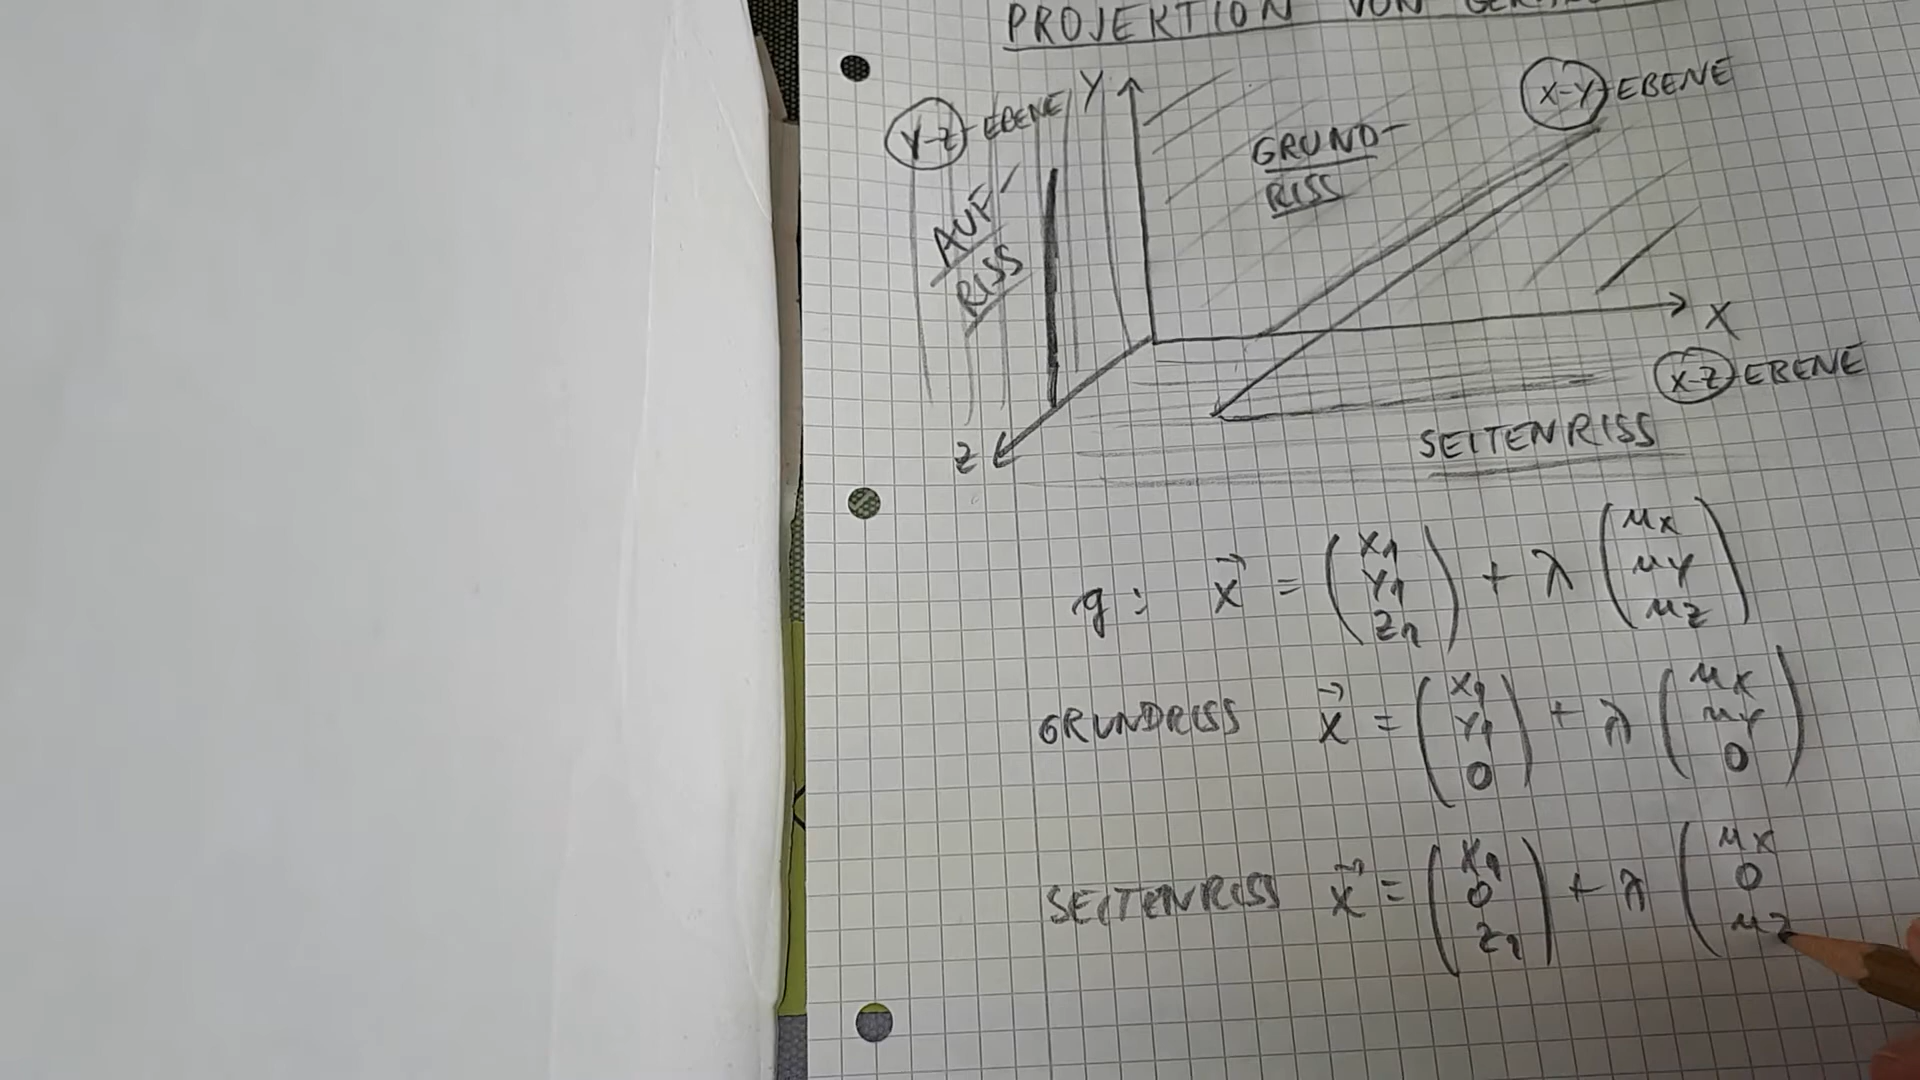 PROJEKTION VON
Y-Z-EBENE
Y
X-Y EBENE
GRUND-
RISS
AUF-
RISS
X
X-Z EBENE
Z
SEITENRISS
g: x⃗ = (x1 y1 z1) + λ (ux uy uz)
GRUNDRISS x⃗ = (x1 y1 0) + λ (ux uy 0)
SEITENRISS x⃗ = (x1 0 z1) + λ (ux 0 uz